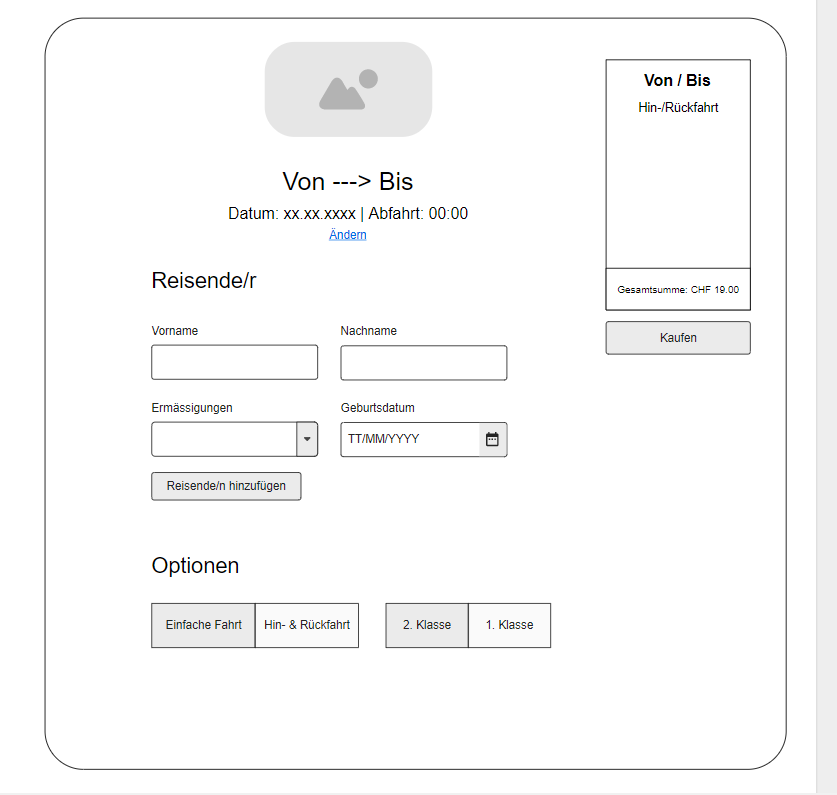 Von ---> Bis
Datum: xx.xx.xxxx | Abfahrt: 00:00
Ändern
Reisende/r
Vorname
Nachname
Ermässigungen
Geburtsdatum
TT/MM/YYYY
Reisende/n hinzufügen
Optionen
Einfache Fahrt
Hin- & Rückfahrt
2. Klasse
1. Klasse
Von / Bis
Hin-/Rückfahrt
Gesamtsumme: CHF 19.00
Kaufen